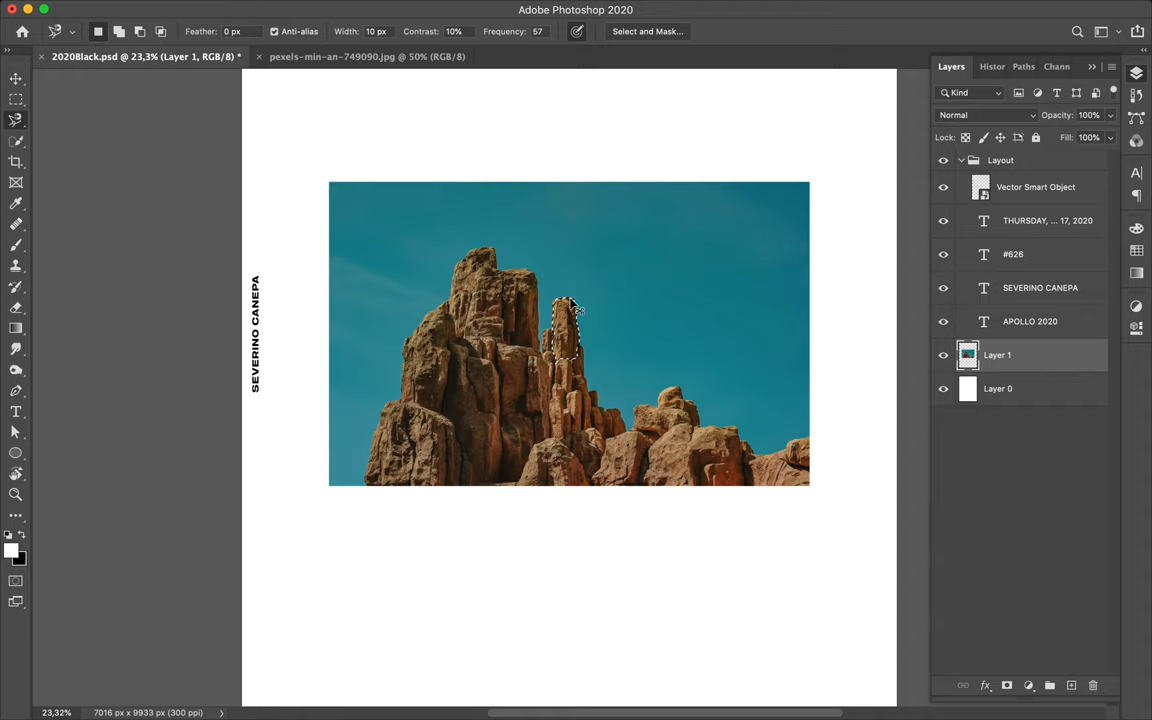 Adobe Photoshop 2020
Feather: 0 px Anti-alias Width: 10 px Contrast: 10% Frequency: 57 Select and Mask...
2020Black.psd @ 23,3% (Layer 1, RGB/8) * pexels-min-an-749090.jpg @ 50% (RGB/8)
Layers Histor Paths Chann
Kind
Normal Opacity: 100%
Lock: Fill: 100%
Layout
Vector Smart Object
THURSDAY, ... 17, 2020
#626
SEVERINO CANEPA
APOLLO 2020
Layer 1
Layer 0
SEVERINO CANEPA
23,32% 7016 px x 9933 px (300 ppi)